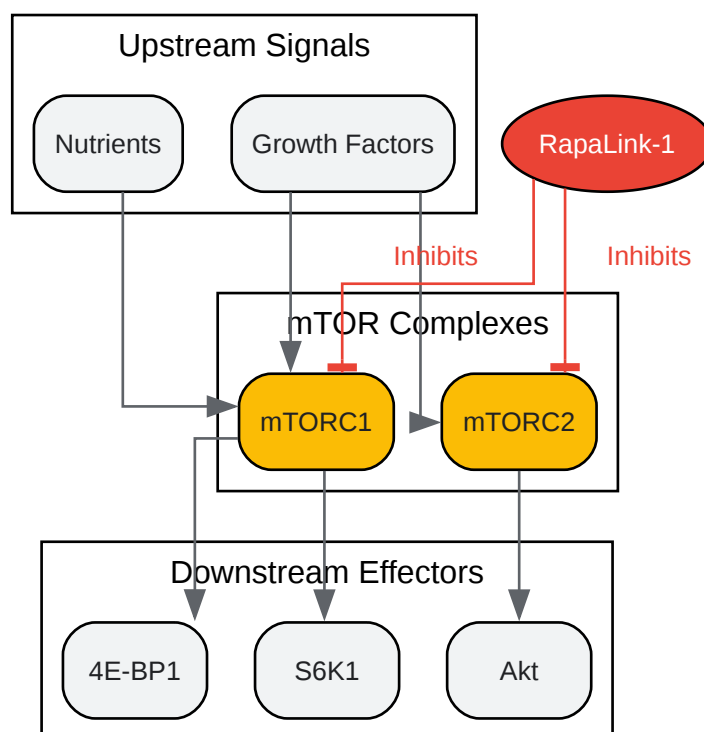 Upstream Signals
Nutrients
Growth Factors
RapaLink-1
Inhibits
Inhibits
mTOR Complexes
mTORC1
mTORC2
Downstream Effectors
4E-BP1
S6K1
Akt